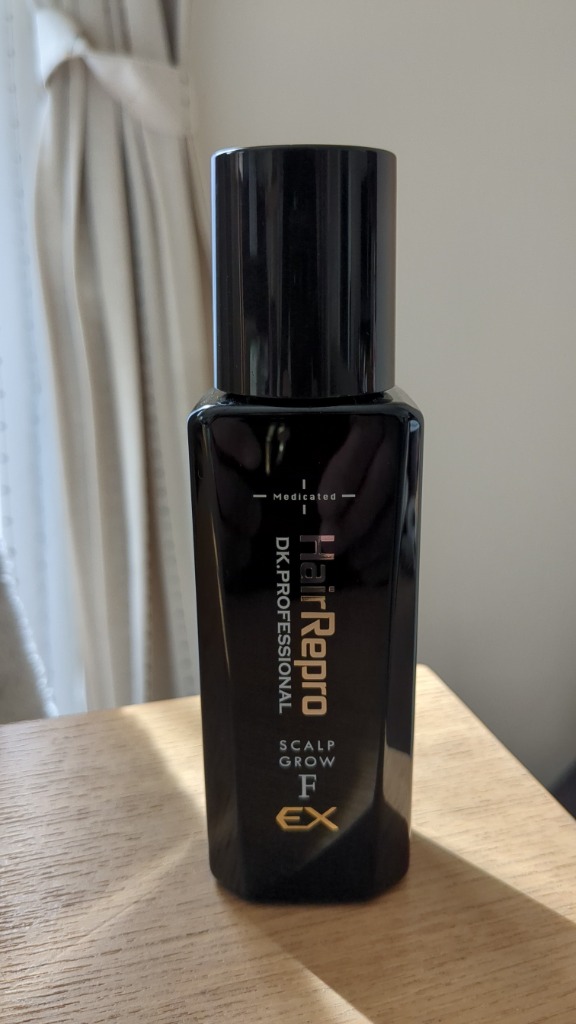 Medicated
HairRepro
DK.PROFESSIONAL
SCALP
GROW
F
EX